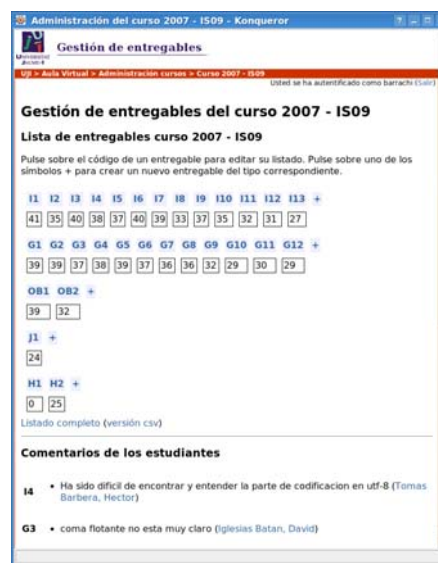 Administración del curso 2007 - IS09 - Konqueror
UNIVERSITAT
JAUME·I
Gestión de entregables
UJI > Aula Virtual > Administración cursos > Curso 2007 - IS09
Usted se ha autentificado como barrachi (Salir)
Gestión de entregables del curso 2007 - IS09
Lista de entregables curso 2007 - IS09
Pulse sobre el código de un entregable para editar su listado. Pulse sobre uno de los
símbolos + para crear un nuevo entregable del tipo correspondiente.
I1 I2 I3 I4 I5 I6 I7 I8 I9 I10 I11 I12 I13 +
41 35 40 38 37 40 39 33 37 35 32 31 27
G1 G2 G3 G4 G5 G6 G7 G8 G9 G10 G11 G12 +
39 39 37 38 39 37 36 36 32 29 30 29
OB1 OB2 +
39 32
J1 +
24
H1 H2 +
0 25
Listado completo (versión csv)
Comentarios de los estudiantes
I4 • Ha sido dificil de encontrar y entender la parte de codificacion en utf-8 (Tomas
Barbera, Hector)
G3 • coma flotante no esta muy claro (Iglesias Batan, David)